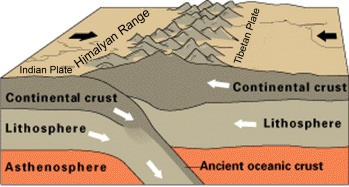 Himalyan Range
Tibetan Plate
Indian Plate
Continental crust
Continental crust
Lithosphere
Lithosphere
Asthenosphere
Ancient oceanic crust